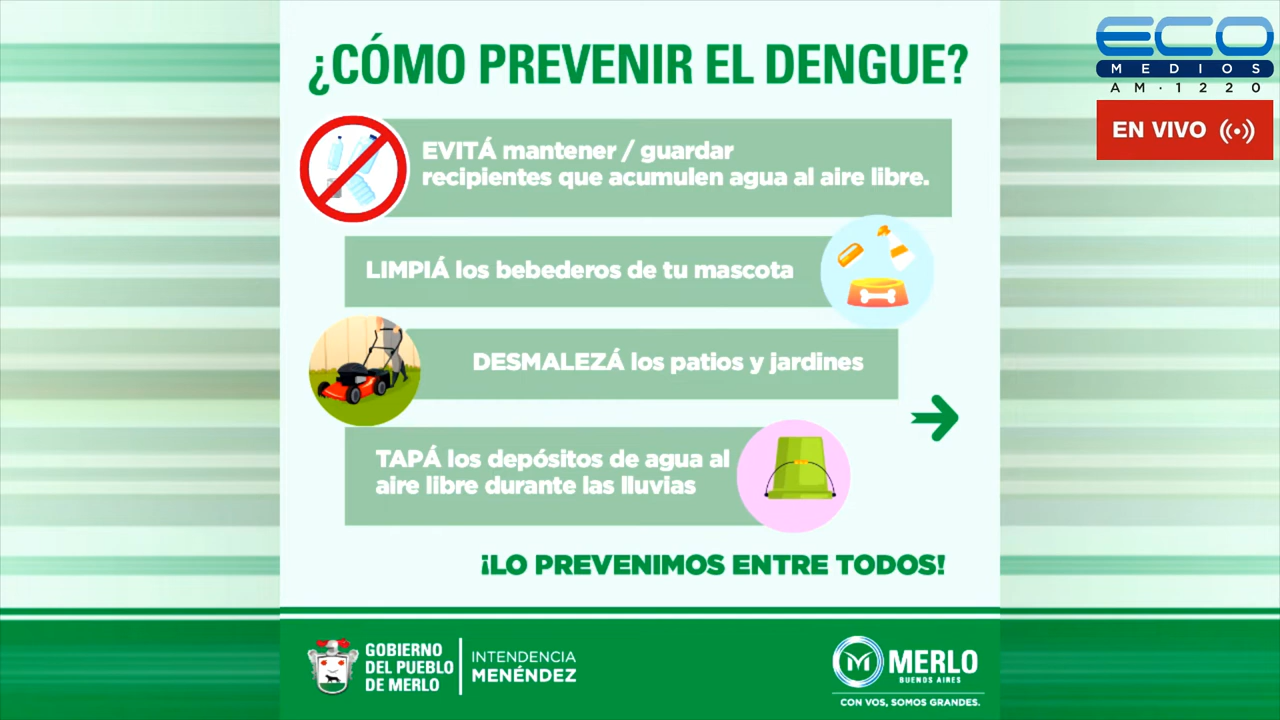 ¿CÓMO PREVENIR EL DENGUE?
ECO
MEDIOS
AM·1220
EN VIVO
EVITÁ mantener / guardar
recipientes que acumulen agua al aire libre.
LIMPIÁ los bebederos de tu mascota
DESMALEZÁ los patios y jardines
TAPÁ los depósitos de agua al
aire libre durante las lluvias
¡LO PREVENIMOS ENTRE TODOS!
GOBIERNO
DEL PUEBLO
DE MERLO
INTENDENCIA
MENÉNDEZ
MERLO
BUENOS AIRES
CON VOS, SOMOS GRANDES.